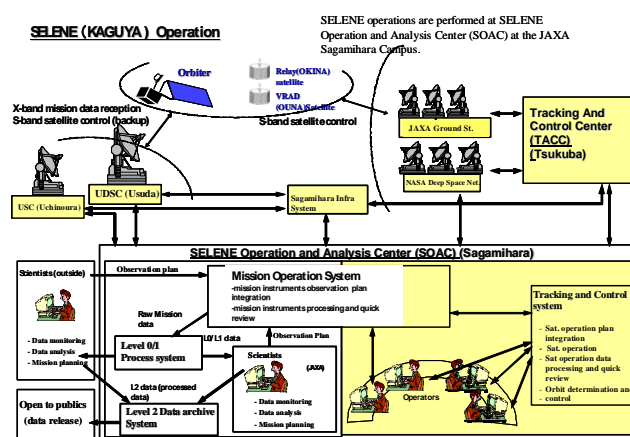 SELENE (KAGUYA) Operation
SELENE operations are performed at SELENE
Operation and Analysis Center (SOAC) at the JAXA
Sagamihara Campus.
Orbiter
Relay(OKINA)
satellite
VRAD
(OUNA)Satellite
X-band mission data reception
S-band satellite control (backup)
S-band satellite control
JAXA Ground St.
NASA Deep Space Net.
Tracking And
Control Center
(TACC)
(Tsukuba)
USC (Uchinoura)
UDSC (Usuda)
Sagamihara Infra
System
SELENE Operation and Analysis Center (SOAC) (Sagamihara)
Scientists (outside)
Observation plan
- Data monitoring
- Data analysis
- Mission planning
Mission Operation System
-mission instruments observation plan
integration
-mission instruments processing and quick
review
Raw Mission
data
L0/ L1 data
Observation Plan
Level 0/1
Process system
Scientists
(JAXA)
- Data monitoring
- Data analysis
- Mission planning
L2 data (processed
data)
Level 2 Data archive
System
Open to publics
(data release)
Operators
Tracking and Control
system
- Sat. operation plan
integration
- Sat. operation
- Sat operation data
processing and quick
review
- Orbit determination and
- control